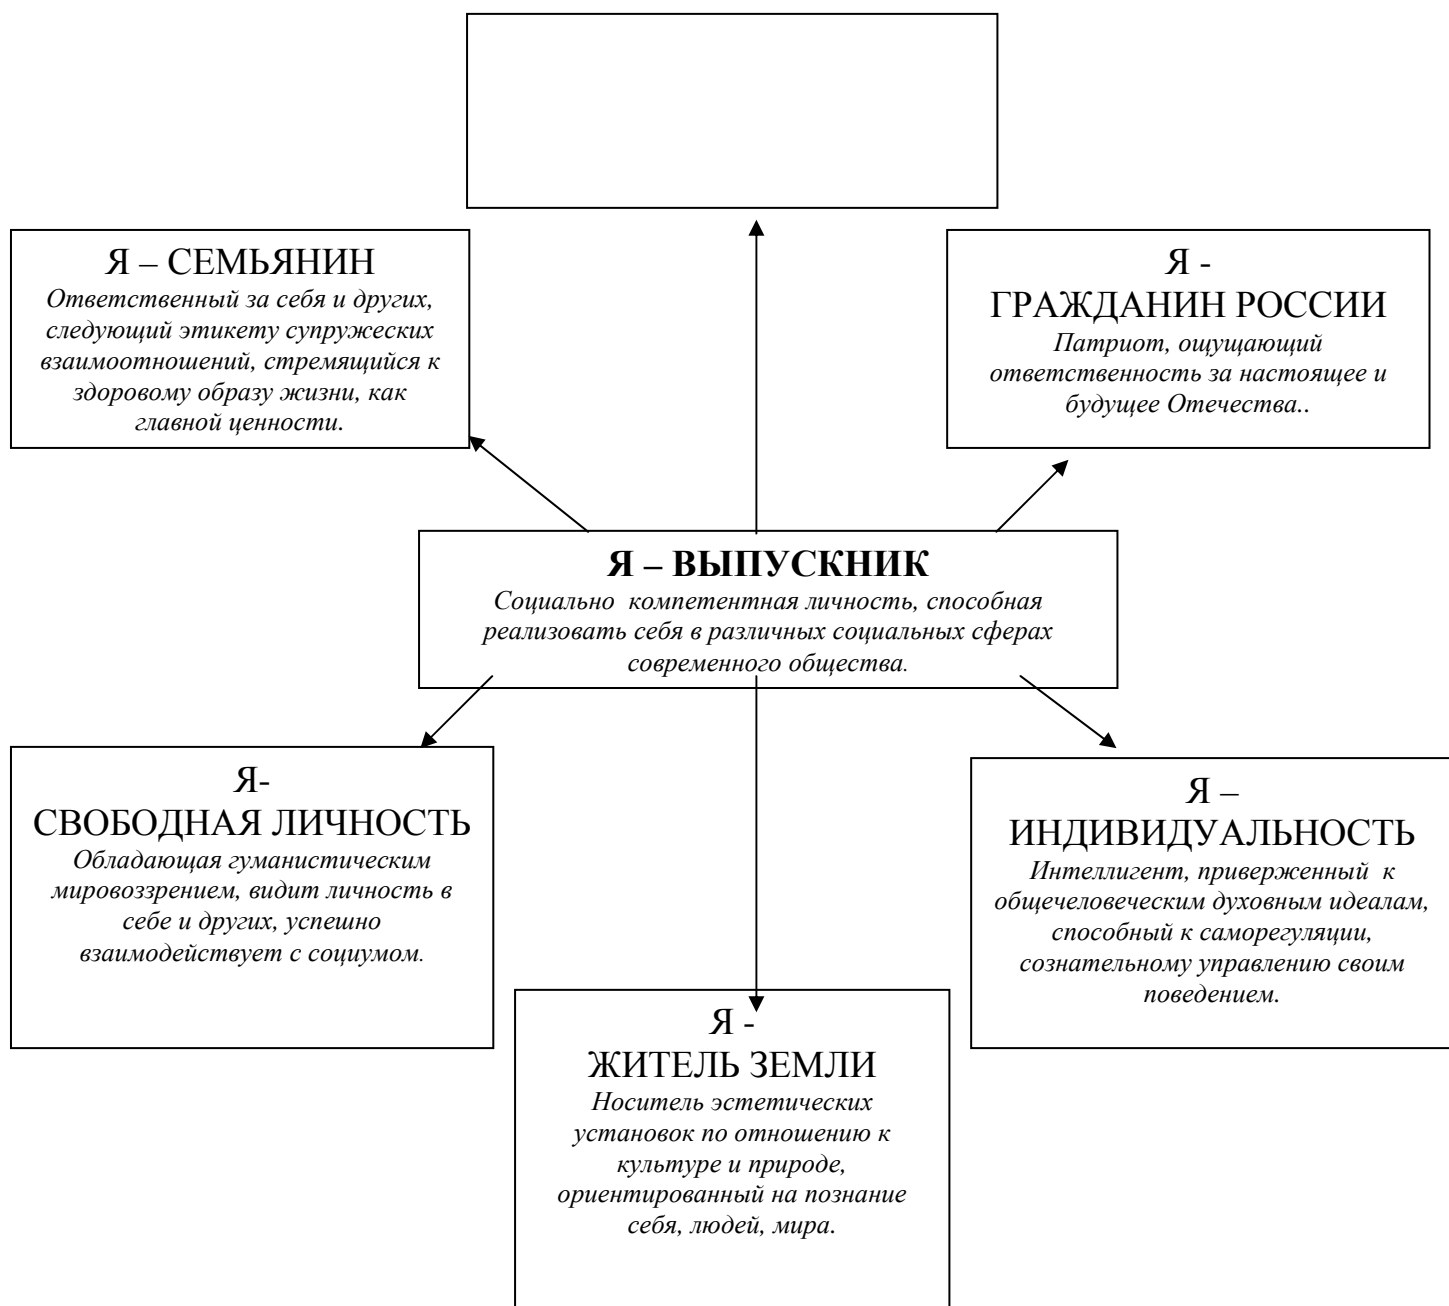 Я – СЕМЬЯНИН
Ответственный за себя и других,
следующий этикету супружеских
взаимоотношений, стремящийся к
здоровому образу жизни, как
главной ценности.
Я -
ГРАЖДАНИН РОССИИ
Патриот, ощущающий
ответственность за настоящее и
будущее Отечества..
Я – ВЫПУСКНИК
Социально компетентная личность, способная
реализовать себя в различных социальных сферах
современного общества.
Я-
СВОБОДНАЯ ЛИЧНОСТЬ
Обладающая гуманистическим
мировоззрением, видит личность в
себе и других, успешно
взаимодействует с социумом.
Я –
ИНДИВИДУАЛЬНОСТЬ
Интеллигент, приверженный к
общечеловеческим духовным идеалам,
способный к саморегуляции,
сознательному управлению своим
поведением.
Я -
ЖИТЕЛЬ ЗЕМЛИ
Носитель эстетических
установок по отношению к
культуре и природе,
ориентированный на познание
себя, людей, мира.